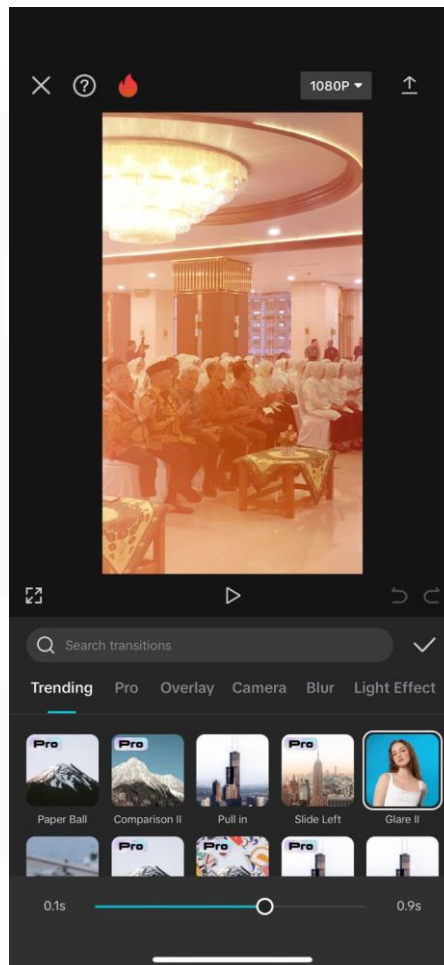 1080P
Search transitions
Trending Pro Overlay Camera Blur Light Effect
Pro Pro Pro
Paper Ball Comparison II Pull in Slide Left Glare II
Pro Pro Pro
0.1s 0.9s